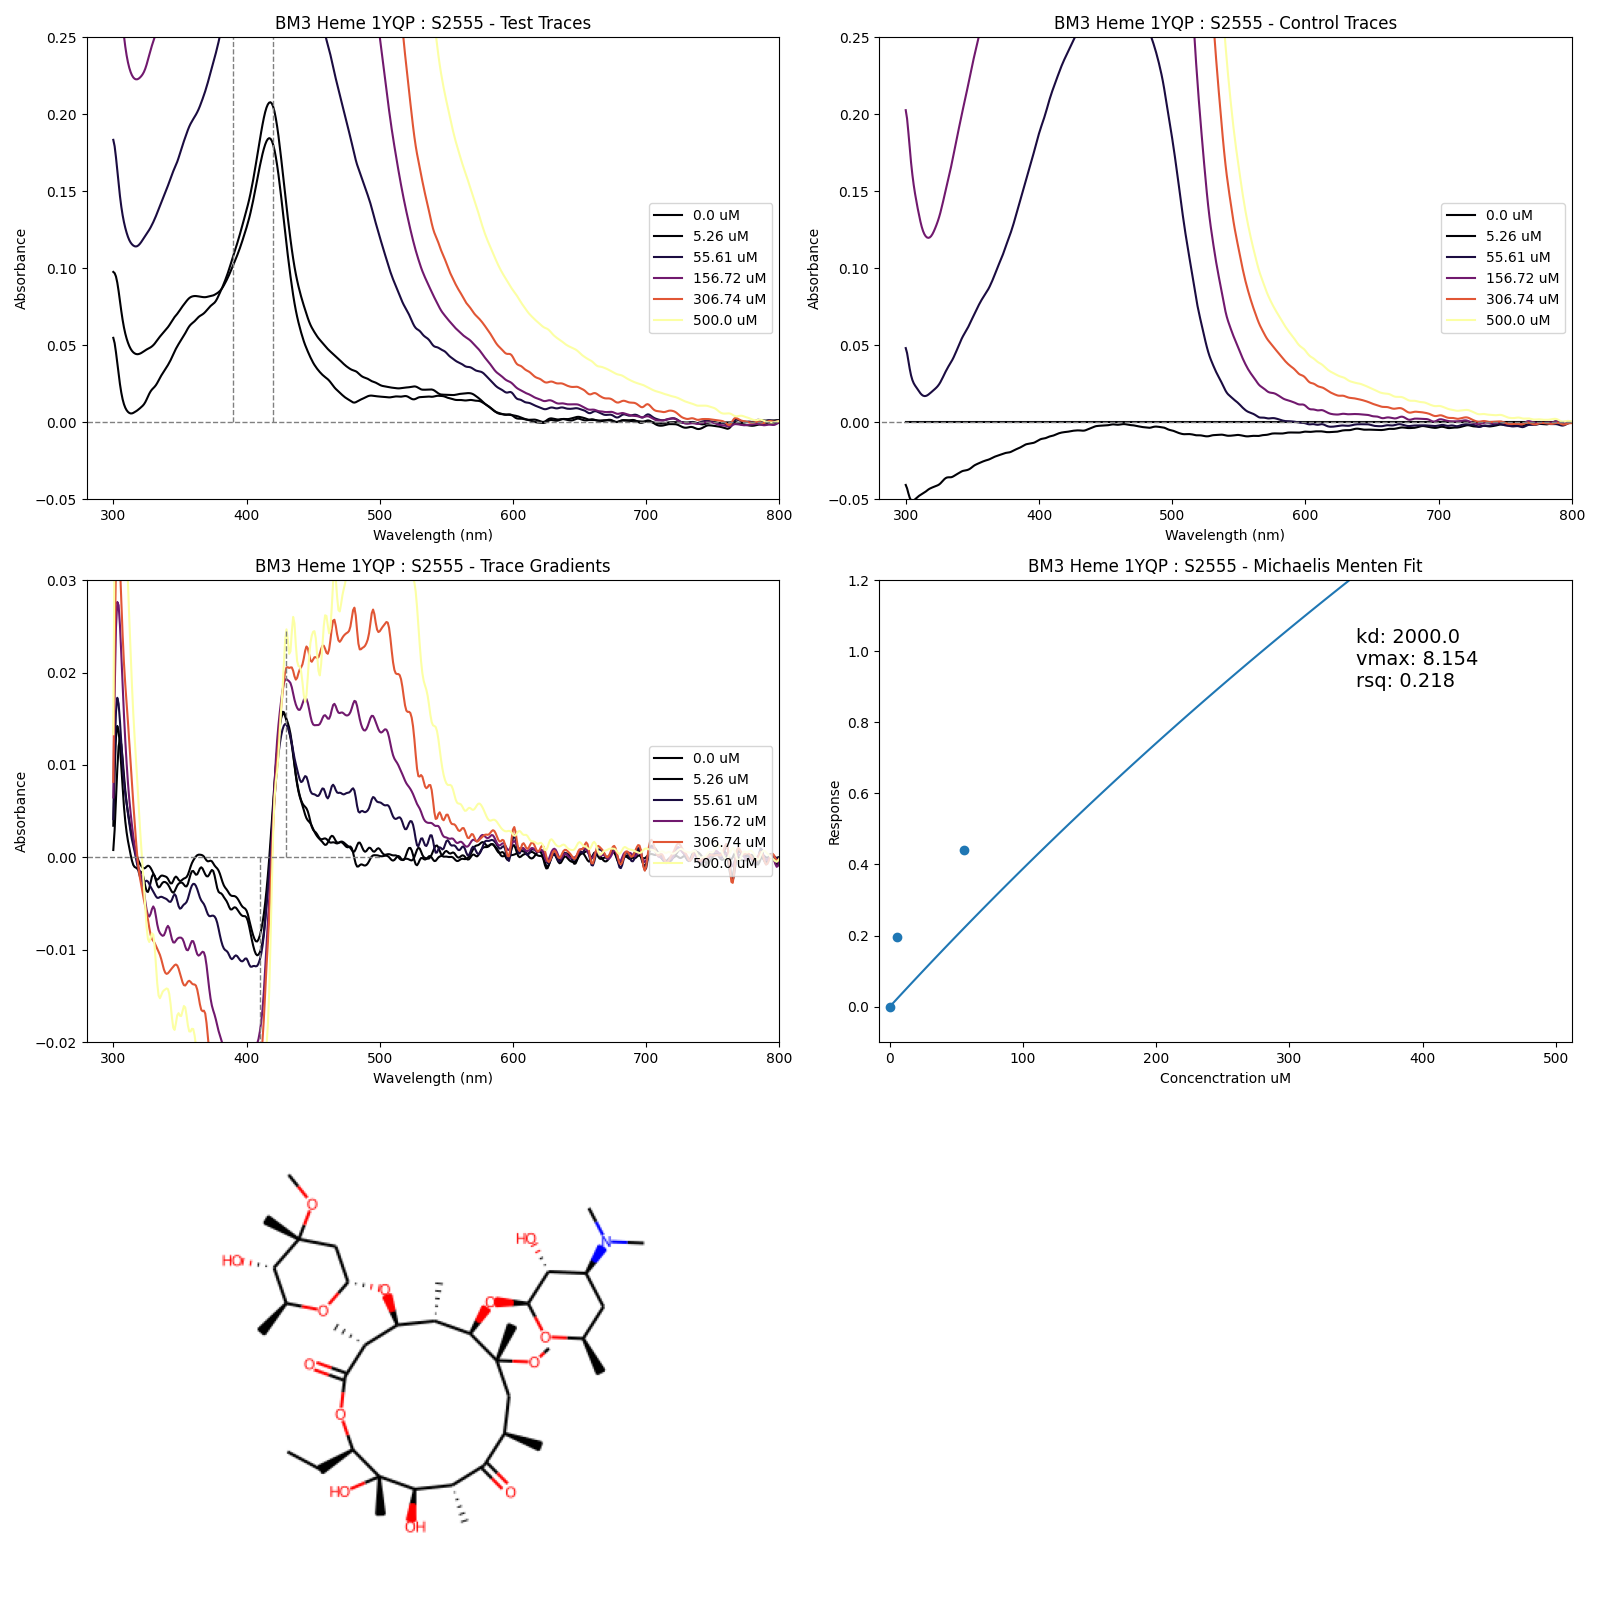 BM3 Heme 1YQP : S2555 - Test Traces
0.25
0.20
0.15
0.10
0.05
0.00
−0.05
Absorbance
300
400
500
600
700
800
Wavelength (nm)
0.0 uM
5.26 uM
55.61 uM
156.72 uM
306.74 uM
500.0 uM
BM3 Heme 1YQP : S2555 - Control Traces
0.25
0.20
0.15
0.10
0.05
0.00
−0.05
Absorbance
300
400
500
600
700
800
Wavelength (nm)
0.0 uM
5.26 uM
55.61 uM
156.72 uM
306.74 uM
500.0 uM
BM3 Heme 1YQP : S2555 - Trace Gradients
0.03
0.02
0.01
0.00
−0.01
−0.02
Absorbance
300
400
500
600
700
800
Wavelength (nm)
0.0 uM
5.26 uM
55.61 uM
156.72 uM
306.74 uM
500.0 uM
BM3 Heme 1YQP : S2555 - Michaelis Menten Fit
1.2
1.0
0.8
0.6
0.4
0.2
0.0
Response
0
100
200
300
400
500
Concenctration uM
kd: 2000.0
vmax: 8.154
rsq: 0.218
O
HO
O
O
HO
N
O
O
O
O
O
HO
OH
O